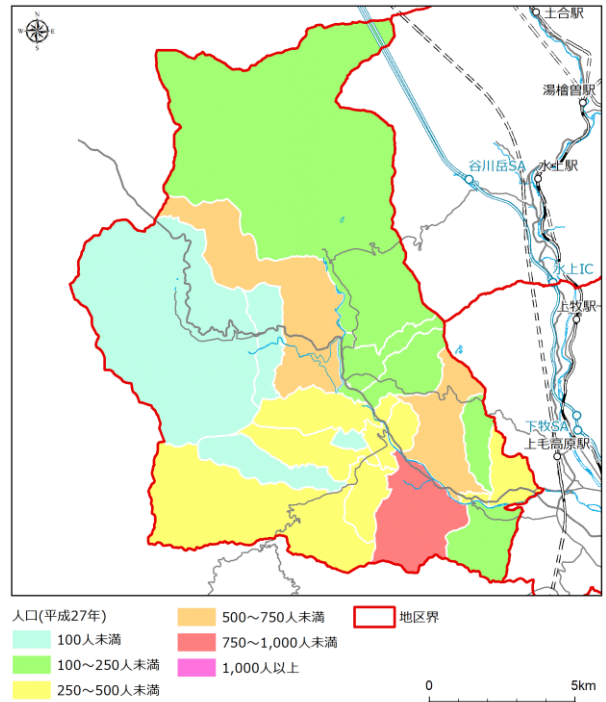 N
W E
S
土合駅
湯檜曽駅
谷川岳SA
水上駅
水上IC
上牧駅
下牧SA
上毛高原駅
人口(平成27年)
100人未満
100～250人未満
250～500人未満
500～750人未満
750～1,000人未満
1,000人以上
地区界
0 5km